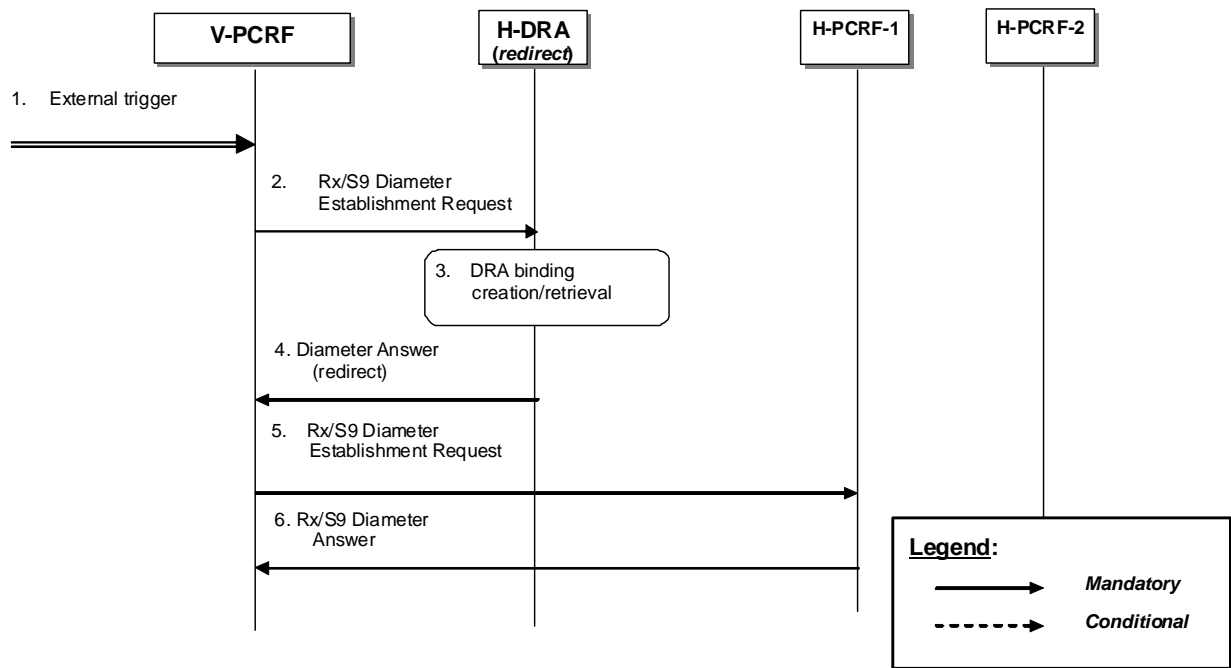 V-PCRF
H-DRA
(redirect)
H-PCRF-1
H-PCRF-2
1. External trigger
2. Rx/S9 Diameter
Establishment Request
3. DRA binding
creation/retrieval
4. Diameter Answer
(redirect)
5. Rx/S9 Diameter
Establishment Request
6. Rx/S9 Diameter
Answer
Legend:
Mandatory
Conditional